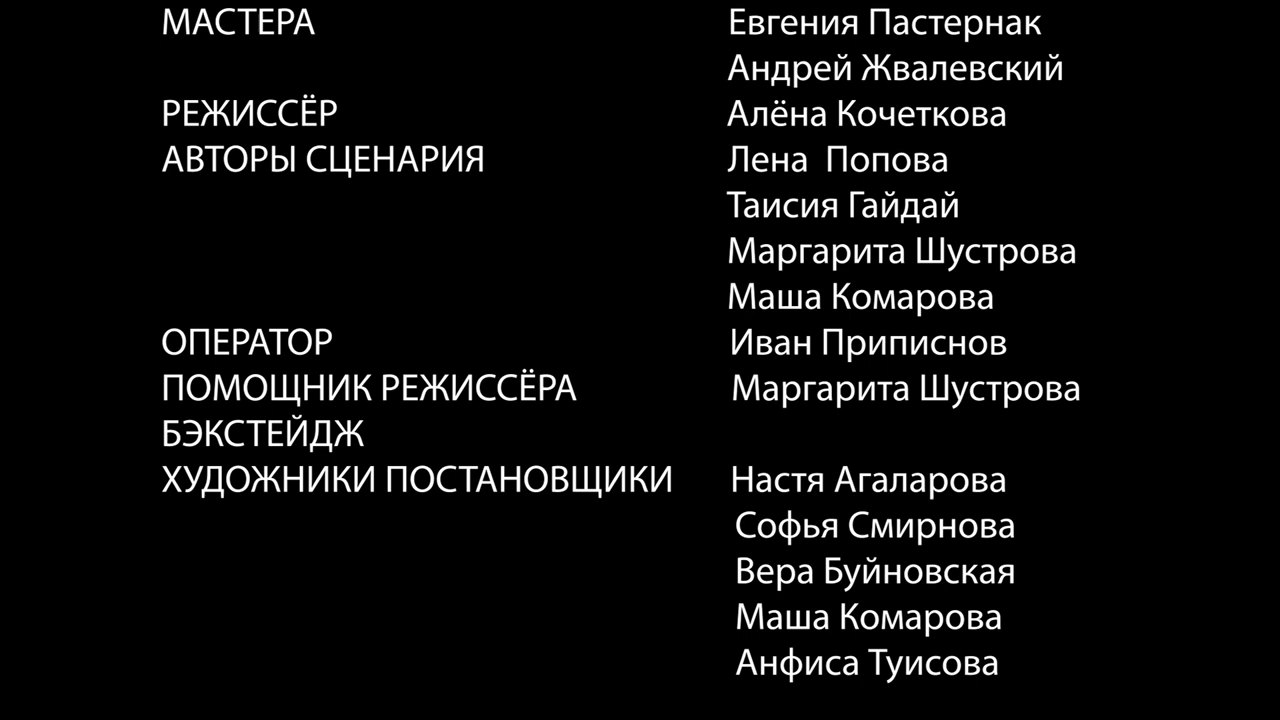 МАСТЕРА Евгения Пастернак
Андрей Жвалевский
РЕЖИССЁР Алёна Кочеткова
АВТОРЫ СЦЕНАРИЯ Лена Попова
Таисия Гайдай
Маргарита Шустрова
Маша Комарова
ОПЕРАТОР Иван Приписнов
ПОМОЩНИК РЕЖИССЁРА Маргарита Шустрова
БЭКСТЕЙДЖ
ХУДОЖНИКИ ПОСТАНОВЩИКИ Настя Агаларова
Софья Смирнова
Вера Буйновская
Маша Комарова
Анфиса Туисова